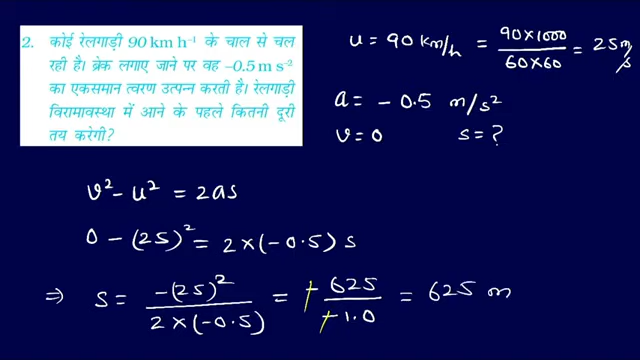 2. कोई रेलगाड़ी 90 km h⁻¹ के चाल से चल
रही है। ब्रेक लगाए जाने पर वह –0.5 m s⁻²
का एकसमान त्वरण उत्पन्न करती है। रेलगाड़ी
विरामावस्था में आने के पहले कितनी दूरी
तय करेगी?
u = 90 km/h = 90×1000 / 60×60 = 25 m/s
a = – 0.5 m/s²
v = 0 s = ?
v² – u² = 2as
0 – (25)² = 2×(–0.5) s
⇒ s = –(25)² / 2×(–0.5) = – 625 / –1.0 = 625 m